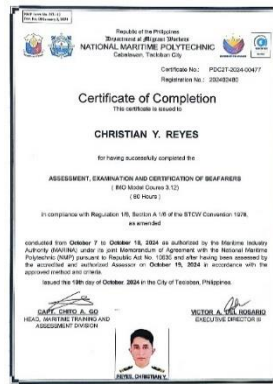 Republic of the Philippines
Department of Migrant Workers
NATIONAL MARITIME POLYTECHNIC
Cabalawan, Tacloban City
Certificate No.: PDC2T-2024-00477
Registration No.:
Certificate of Completion
This certificate is issued to
CHRISTIAN Y. REYES
for having successfully completed the
ASSESSMENT, EXAMINATION AND CERTIFICATION OF SEAFARERS
( IMO Model Course 3.12)
( 80 Hours )
in compliance with Regulation I/6, Section A-I/6 of the STCW Convention 1978,
as amended
conducted from October 7 to October 18, 2024 as authorized by the Maritime Industry
Authority (MARINA) under its joint Memorandum of Agreement with the National Maritime
Polytechnic (NMP) pursuant to Republic Act No. 10635 and after having been assessed by
the accredited and authorized Assessor on October 19, 2024 in accordance with the
approved method and criteria.
Issued this 19th day of October, 2024 in the City of Tacloban, Philippines.
CAPT. CHITO A. GO
HEAD, MARITIME TRAINING AND
ASSESSMENT DIVISION
VICTOR A. DEL ROSARIO
EXECUTIVE DIRECTOR III
REYES, CHRISTIAN Y.